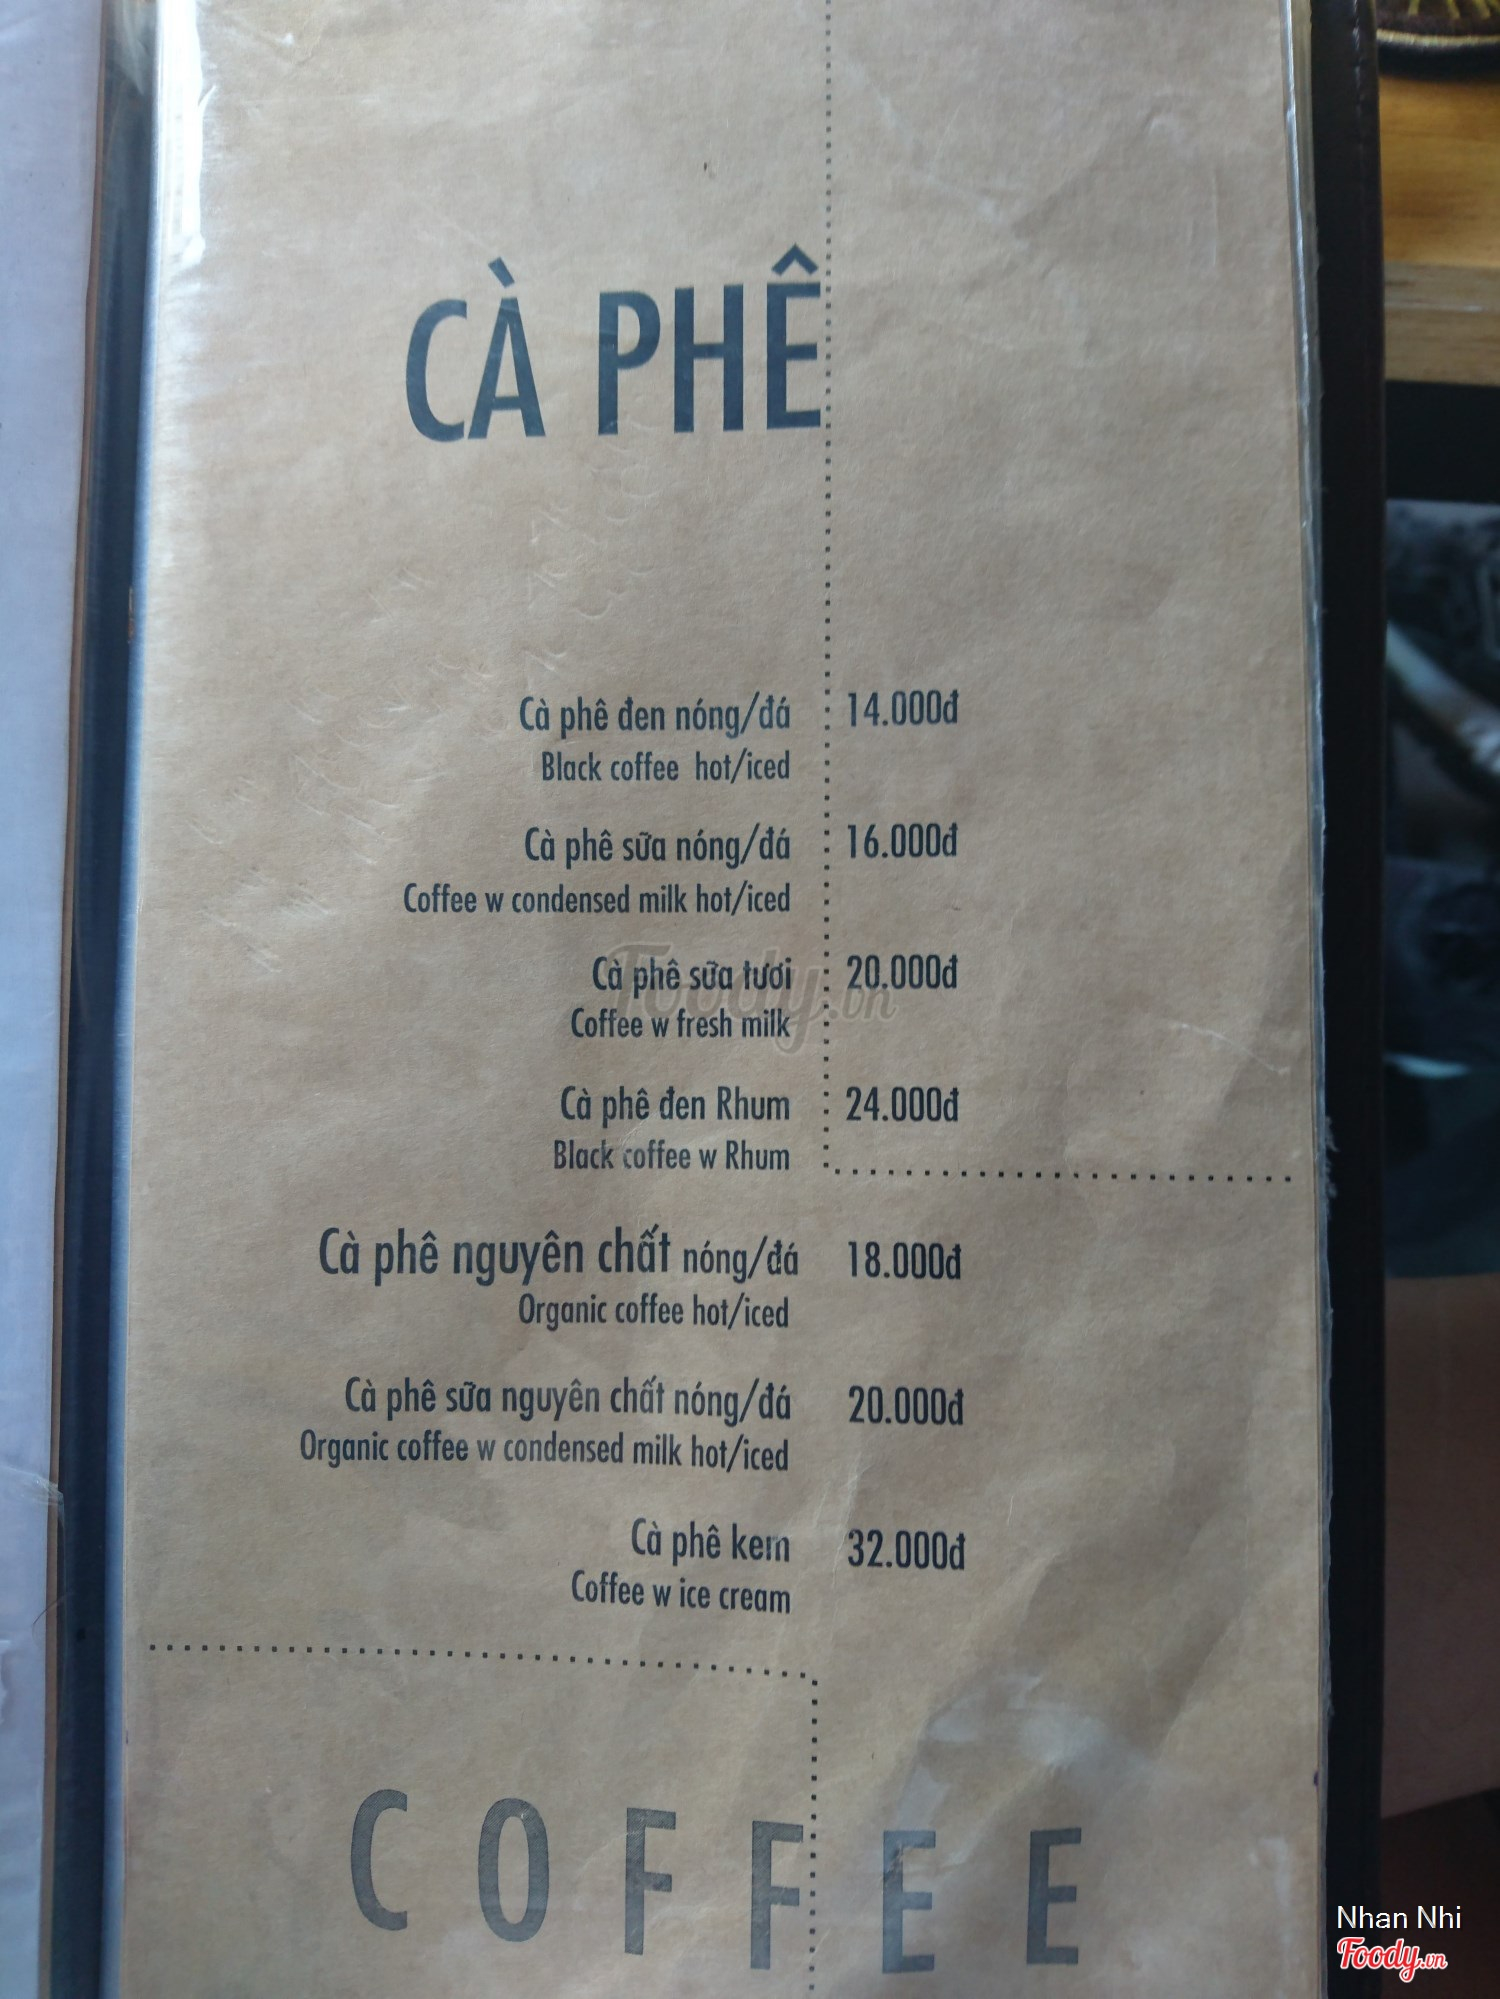 CÀ PHÊ
Cà phê đen nóng/đá 14.000đ
Black coffee hot/iced
Cà phê sữa nóng/đá 16.000đ
Coffee w condensed milk hot/iced
Cà phê sữa tươi 20.000đ
Coffee w fresh milk
Cà phê đen Rhum 24.000đ
Black coffee w Rhum
Cà phê nguyên chất nóng/đá 18.000đ
Organic coffee hot/iced
Cà phê sữa nguyên chất nóng/đá 20.000đ
Organic coffee w condensed milk hot/iced
Cà phê kem 32.000đ
Coffee w ice cream
COFFEE
Foody.vn
Nhan Nhi
Foody.vn